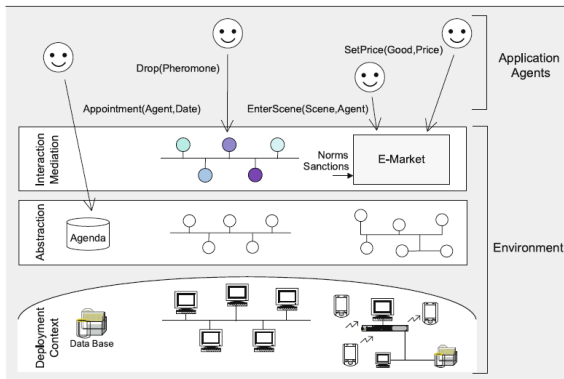 SetPrice(Good,Price)
Application
Agents
Drop(Pheromone)
Appointment(Agent,Date)
EnterScene(Scene,Agent)
Interaction
Mediation
Norms
Sanctions
E-Market
Abstraction
Agenda
Environment
Deployment
Context
Data Base